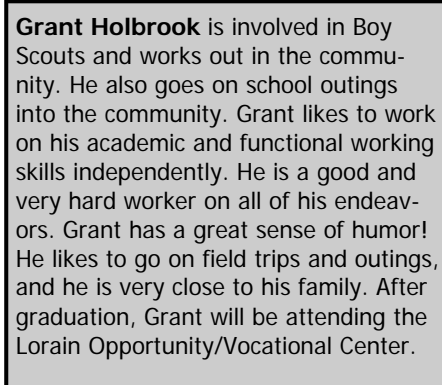 Grant Holbrook is involved in Boy
Scouts and works out in the commu-
nity. He also goes on school outings
into the community. Grant likes to work
on his academic and functional working
skills independently. He is a good and
very hard worker on all of his endeav-
ors. Grant has a great sense of humor!
He likes to go on field trips and outings,
and he is very close to his family. After
graduation, Grant will be attending the
Lorain Opportunity/Vocational Center.